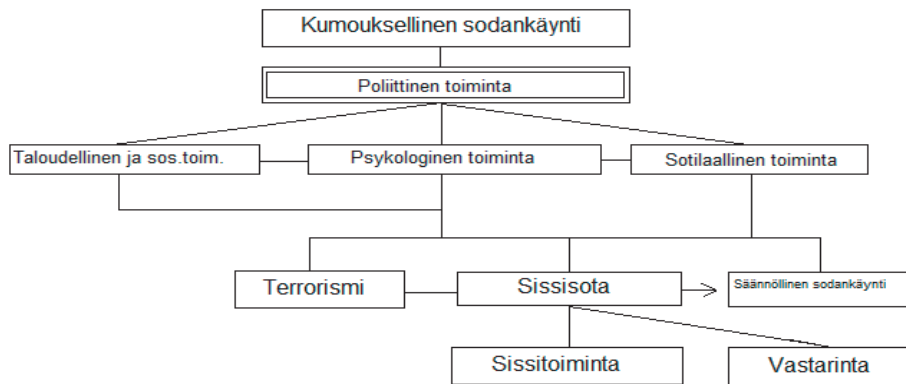 Kumouksellinen sodankäynti
Poliittinen toiminta
Taloudellinen ja sos.toim.
Psykologinen toiminta
Sotilaallinen toiminta
Terrorismi
Sissisota
Säännöllinen sodankäynti
Sissitoiminta
Vastarinta